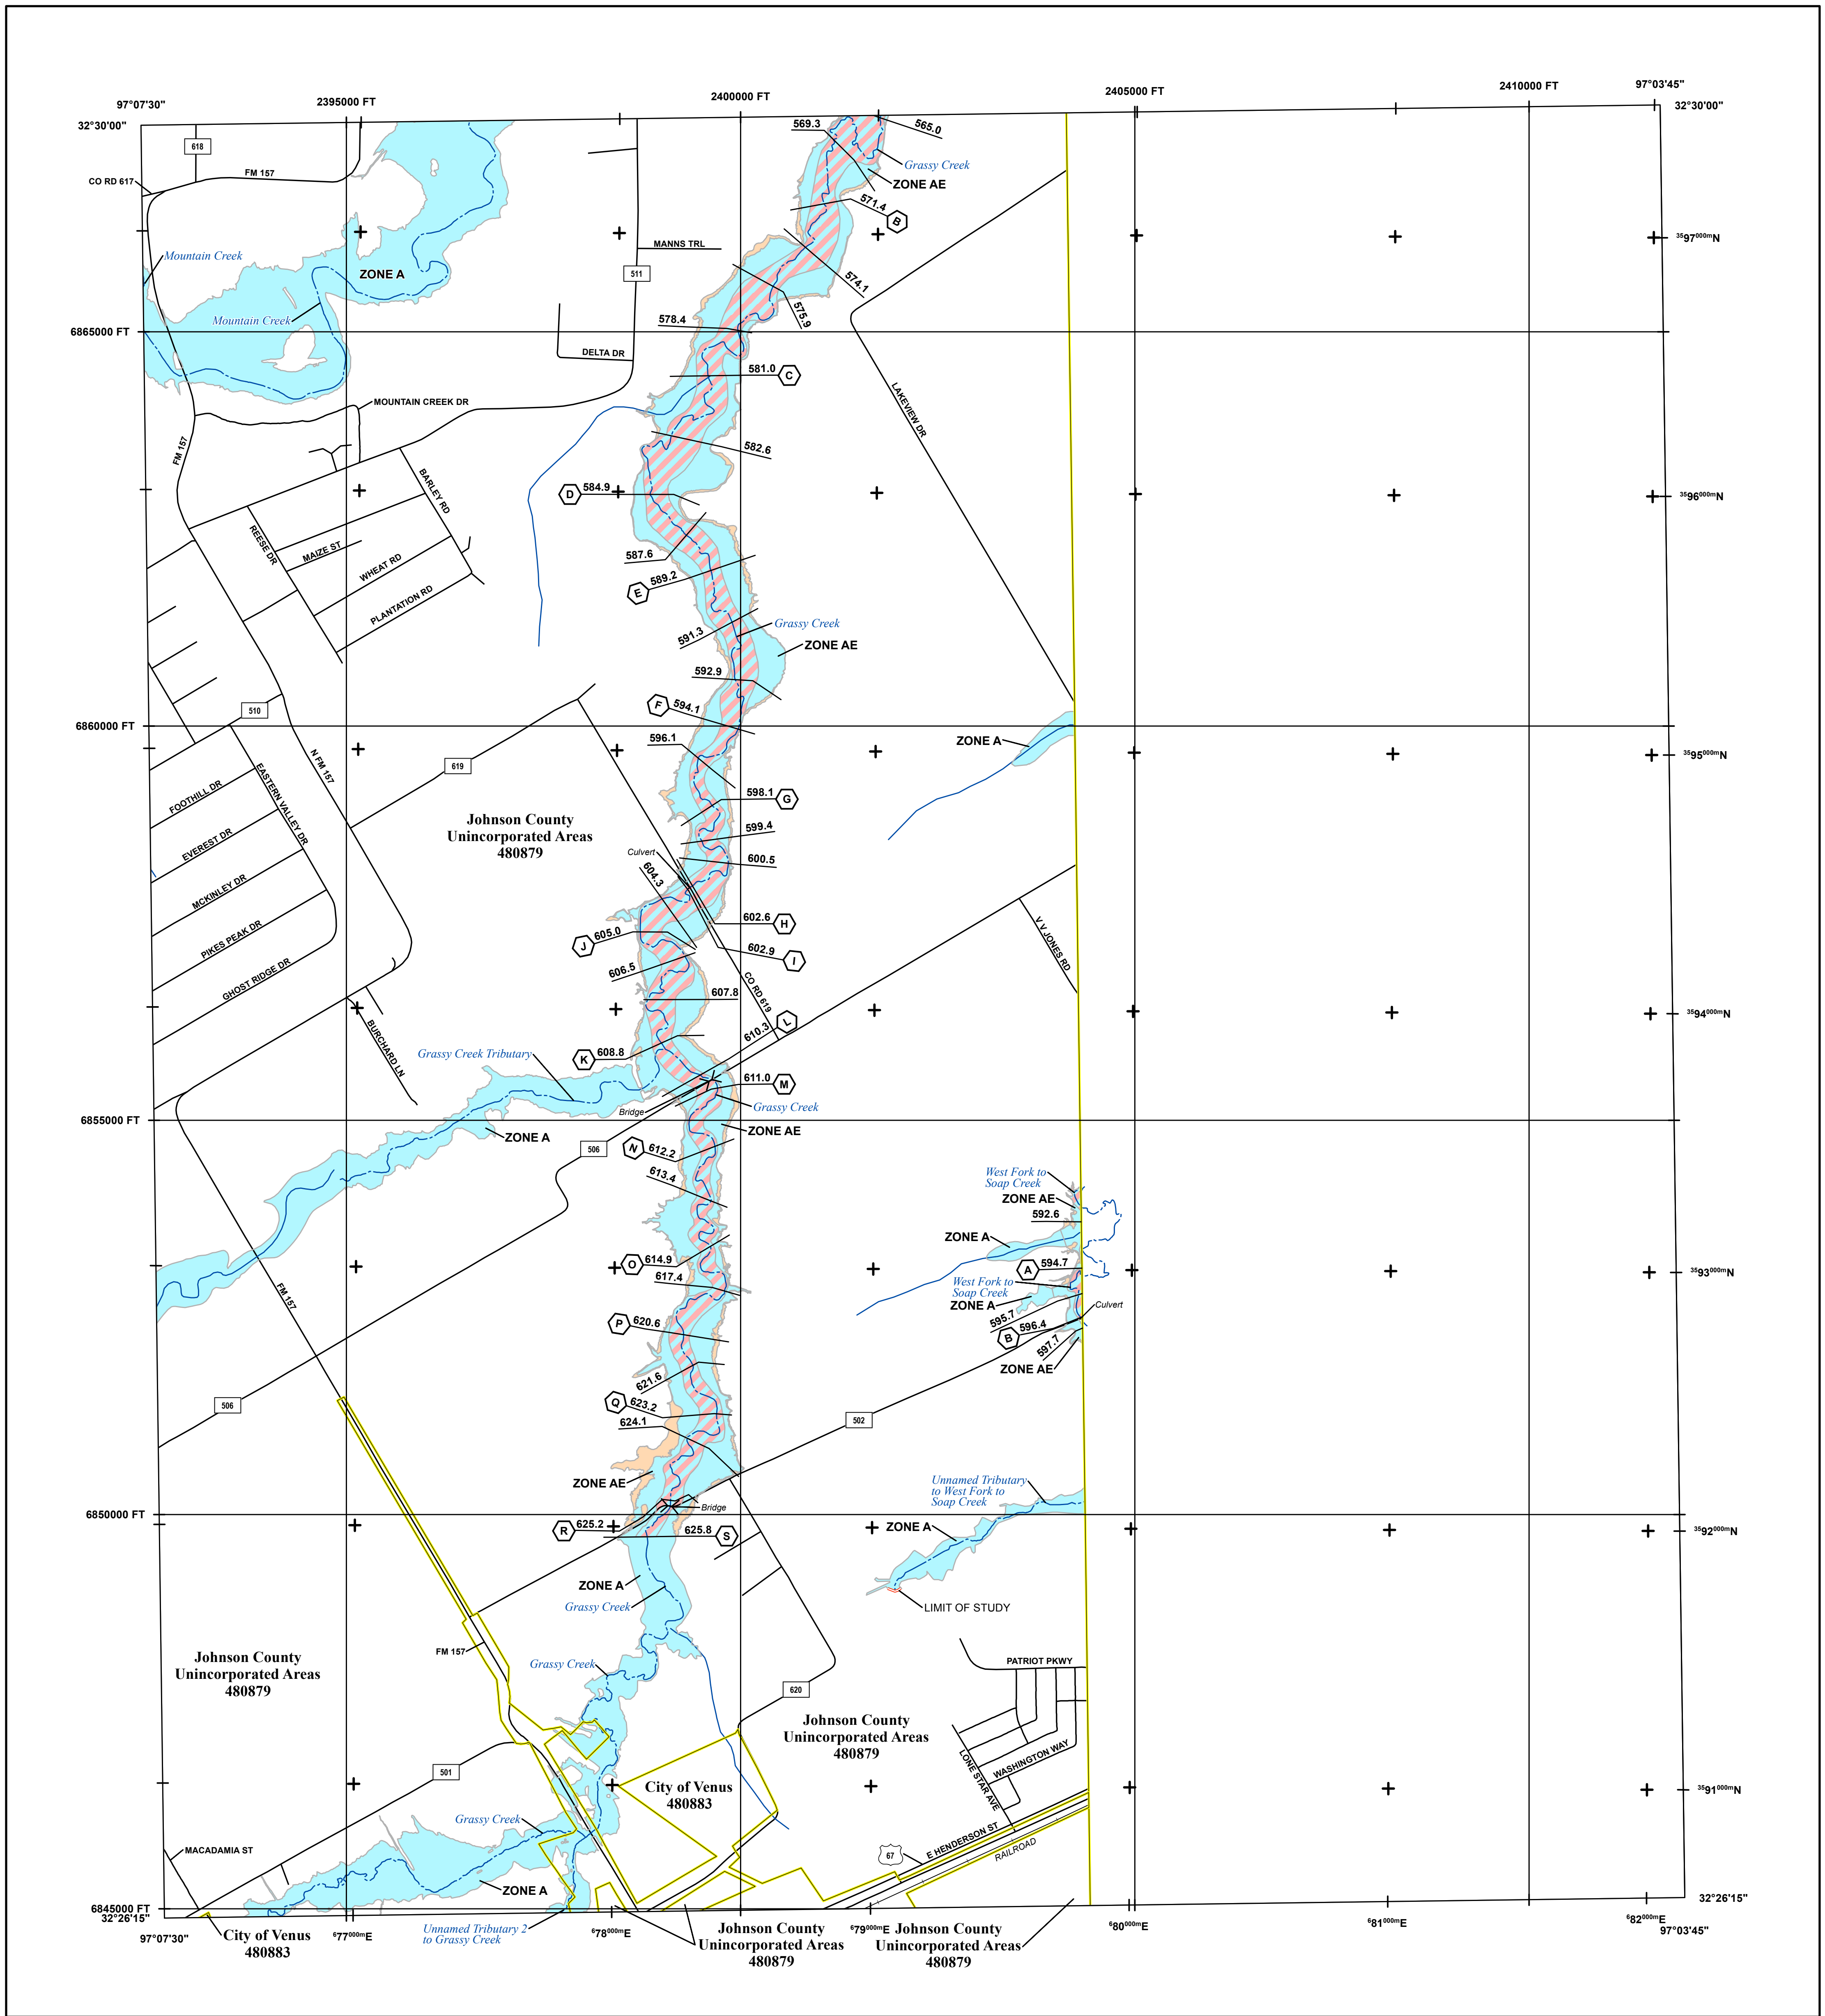 97°07'30"
2395000 FT
2400000 FT
2405000 FT
2410000 FT
97°03'45"
32°30'00"
32°30'00"
618
CO RD 617
FM 157
569.3
565.0
Grassy Creek
ZONE AE
571.4
B
MANNS TRL
3597000mN
Mountain Creek
ZONE A
511
574.1
Mountain Creek
575.9
578.4
6865000 FT
DELTA DR
581.0
C
MOUNTAIN CREEK DR
LAKEVIEW DR
FM 157
582.6
BARLEY RD
D
584.9
3596000mN
REESE DR
MAIZE ST
WHEAT RD
587.6
589.2
E
PLANTATION RD
591.3
Grassy Creek
ZONE AE
592.9
F
594.1
510
6860000 FT
596.1
ZONE A
3595000mN
N FM 157
619
EASTERN VALLEY DR
FOOTHILL DR
598.1
G
Johnson County
Unincorporated Areas
480879
599.4
EVEREST DR
Culvert
600.5
604.3
MCKINLEY DR
602.6
H
PIKES PEAK DR
J
605.0
602.9
I
V V JONES RD
606.5
GHOST RIDGE DR
CO RD 619
607.8
3594000mN
BURCHARD LN
610.3
L
Grassy Creek Tributary
K
608.8
611.0
M
Bridge
Grassy Creek
6855000 FT
ZONE A
ZONE AE
506
N
612.2
613.4
West Fork to
Soap Creek
ZONE AE
592.6
ZONE A
O
614.9
617.4
A
594.7
3593000mN
West Fork to
Soap Creek
ZONE A
FM 157
595.7
Culvert
P
620.6
B
596.4
597.7
ZONE AE
621.6
506
Q
623.2
624.1
502
ZONE AE
Unnamed Tributary
to West Fork to
Soap Creek
Bridge
6850000 FT
R
625.2
625.8
S
ZONE A
3592000mN
ZONE A
Grassy Creek
LIMIT OF STUDY
FM 157
Johnson County
Unincorporated Areas
480879
Grassy Creek
PATRIOT PKWY
620
Johnson County
Unincorporated Areas
480879
LONE STAR AVE
WASHINGTON WAY
501
City of Venus
480883
3591000mN
Grassy Creek
MACADAMIA ST
67
E HENDERSON ST
RAILROAD
ZONE A
6845000 FT
32°26'15"
32°26'15"
97°07'30"
City of Venus
480883
677000mE
Unnamed Tributary 2
to Grassy Creek
678000mE
Johnson County
Unincorporated Areas
480879
679000mE
Johnson County
Unincorporated Areas
480879
680000mE
681000mE
682000mE
97°03'45"